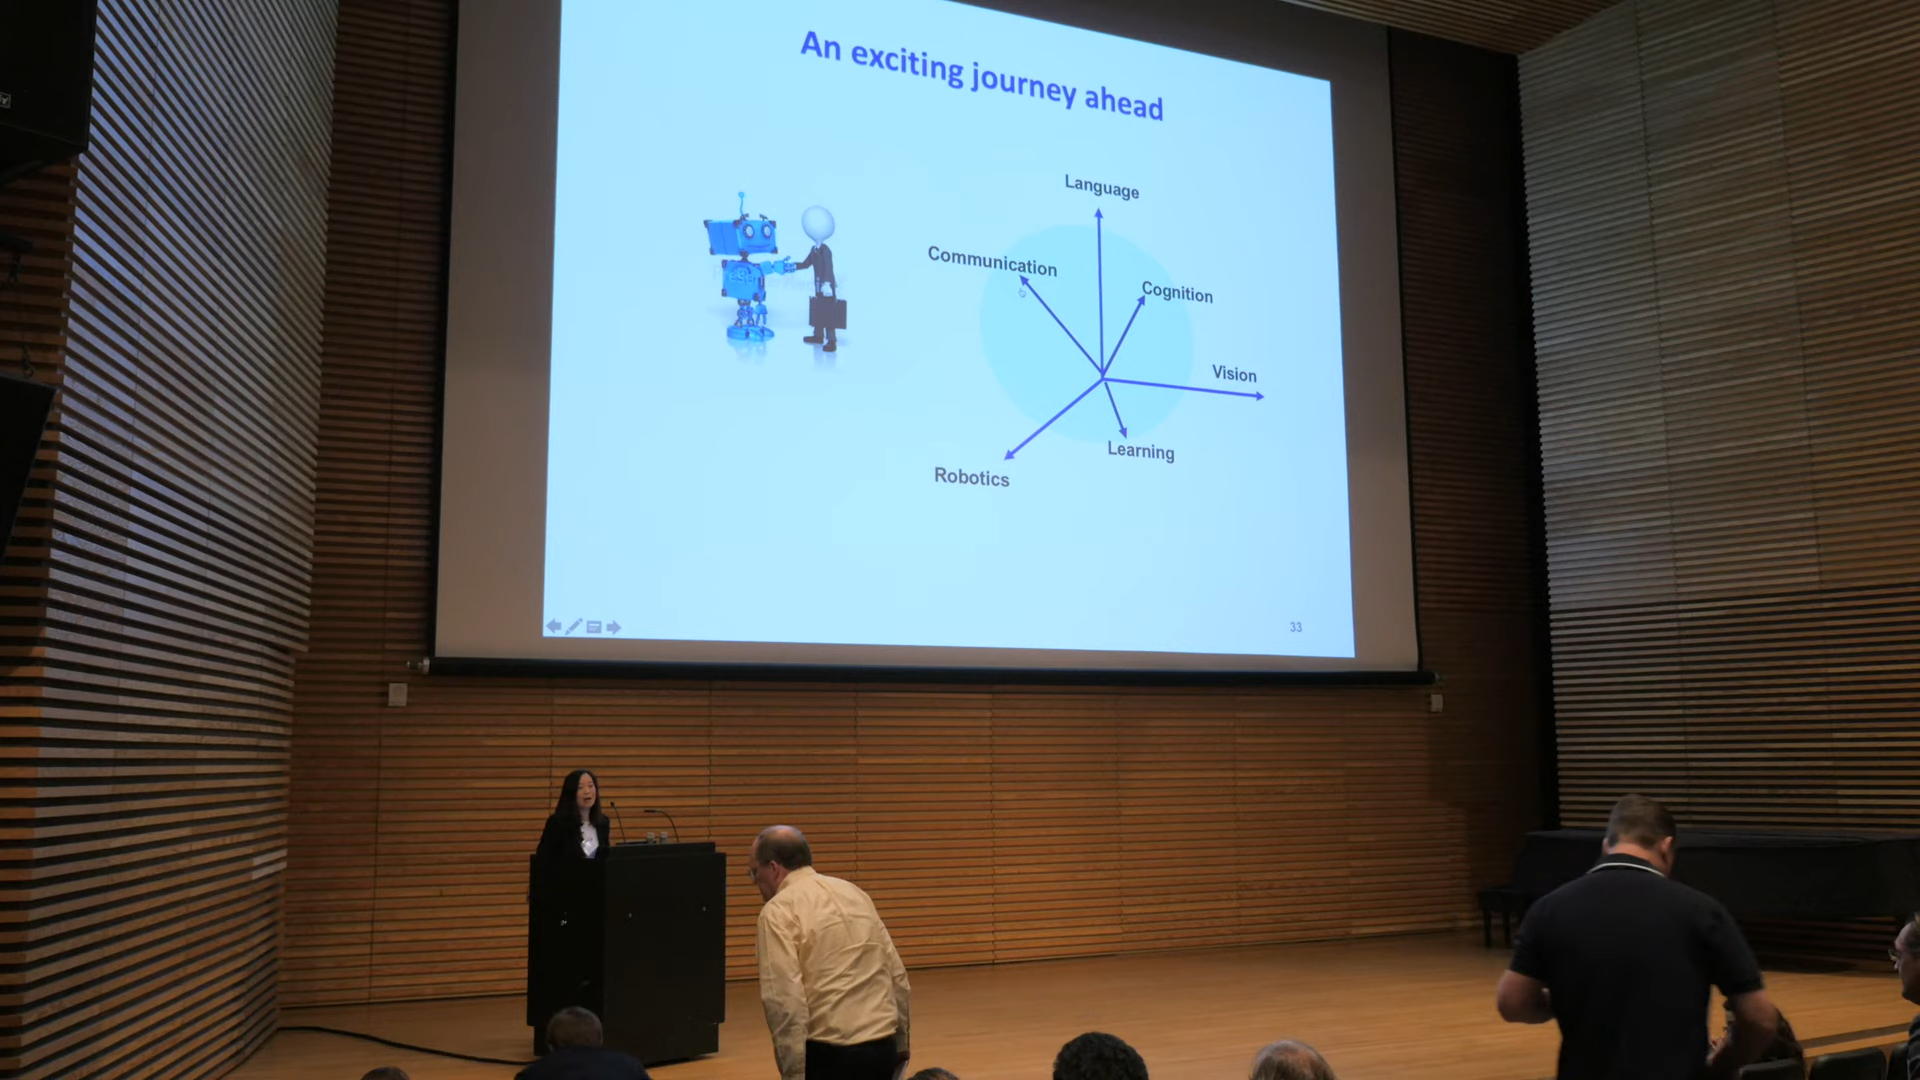 An exciting journey ahead
Language
Communication
Cognition
Vision
Learning
Robotics
33